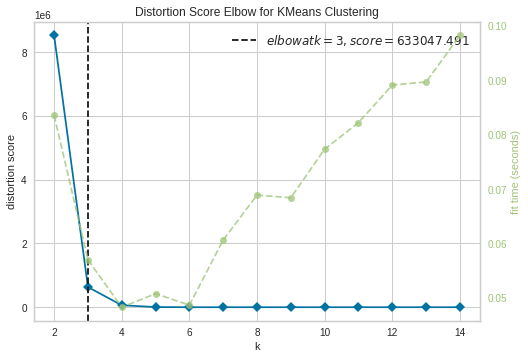 Distortion Score Elbow for KMeans Clustering
1e6
elbowatk = 3, score = 633047.491
distortion score
8
6
4
2
0
0.10
0.09
0.08
0.07
0.06
0.05
fit time (seconds)
2 4 6 8 10 12 14
k